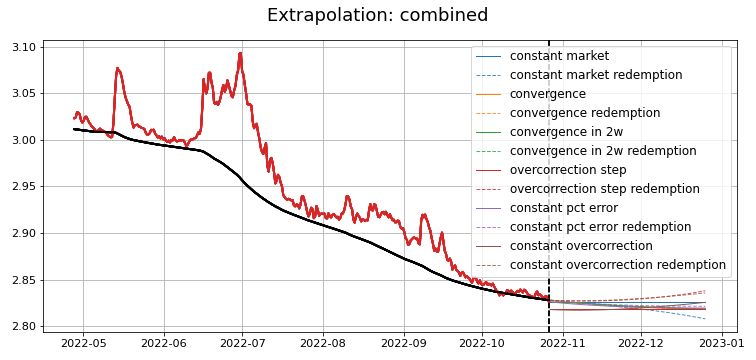 Extrapolation: combined
3.10
3.05
3.00
2.95
2.90
2.85
2.80
constant market
constant market redemption
convergence
convergence redemption
convergence in 2w
convergence in 2w redemption
overcorrection step
overcorrection step redemption
constant pct error
constant pct error redemption
constant overcorrection
constant overcorrection redemption
2022-05 2022-06 2022-07 2022-08 2022-09 2022-10 2022-11 2022-12 2023-01